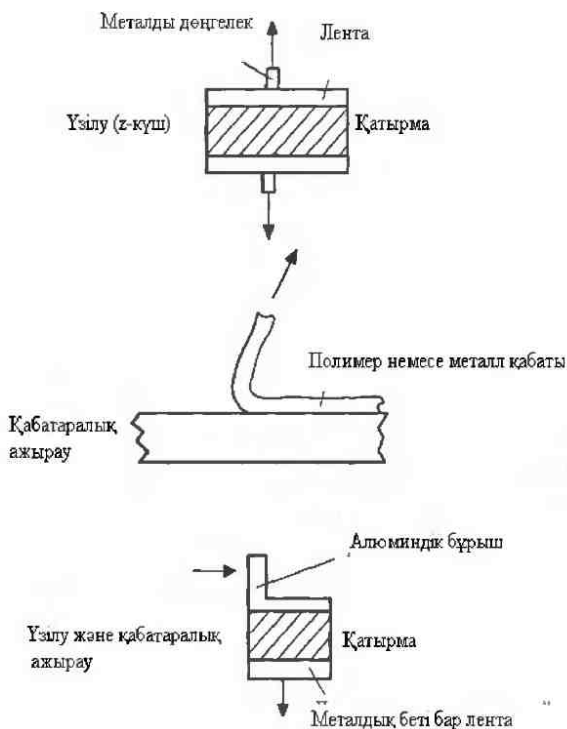 Металды дөңгелек
Лента
Үзілу (z-күш)
Қатырма
Полимер немесе металл қабаты
Қабатаралық
ажырау
Алюминдік бұрыш
Үзілу және қабатаралық
ажырау
Қатырма
Металдық беті бар лента